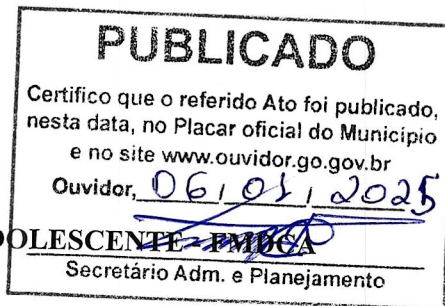 PUBLICADO
Certifico que o referido Ato foi publicado,
nesta data, no Placar oficial do Município
e no site www.ouvidor.go.gov.br
Ouvidor, 06 / 01 / 2025
DOLESCENTE - FMDCA
Secretário Adm. e Planejamento